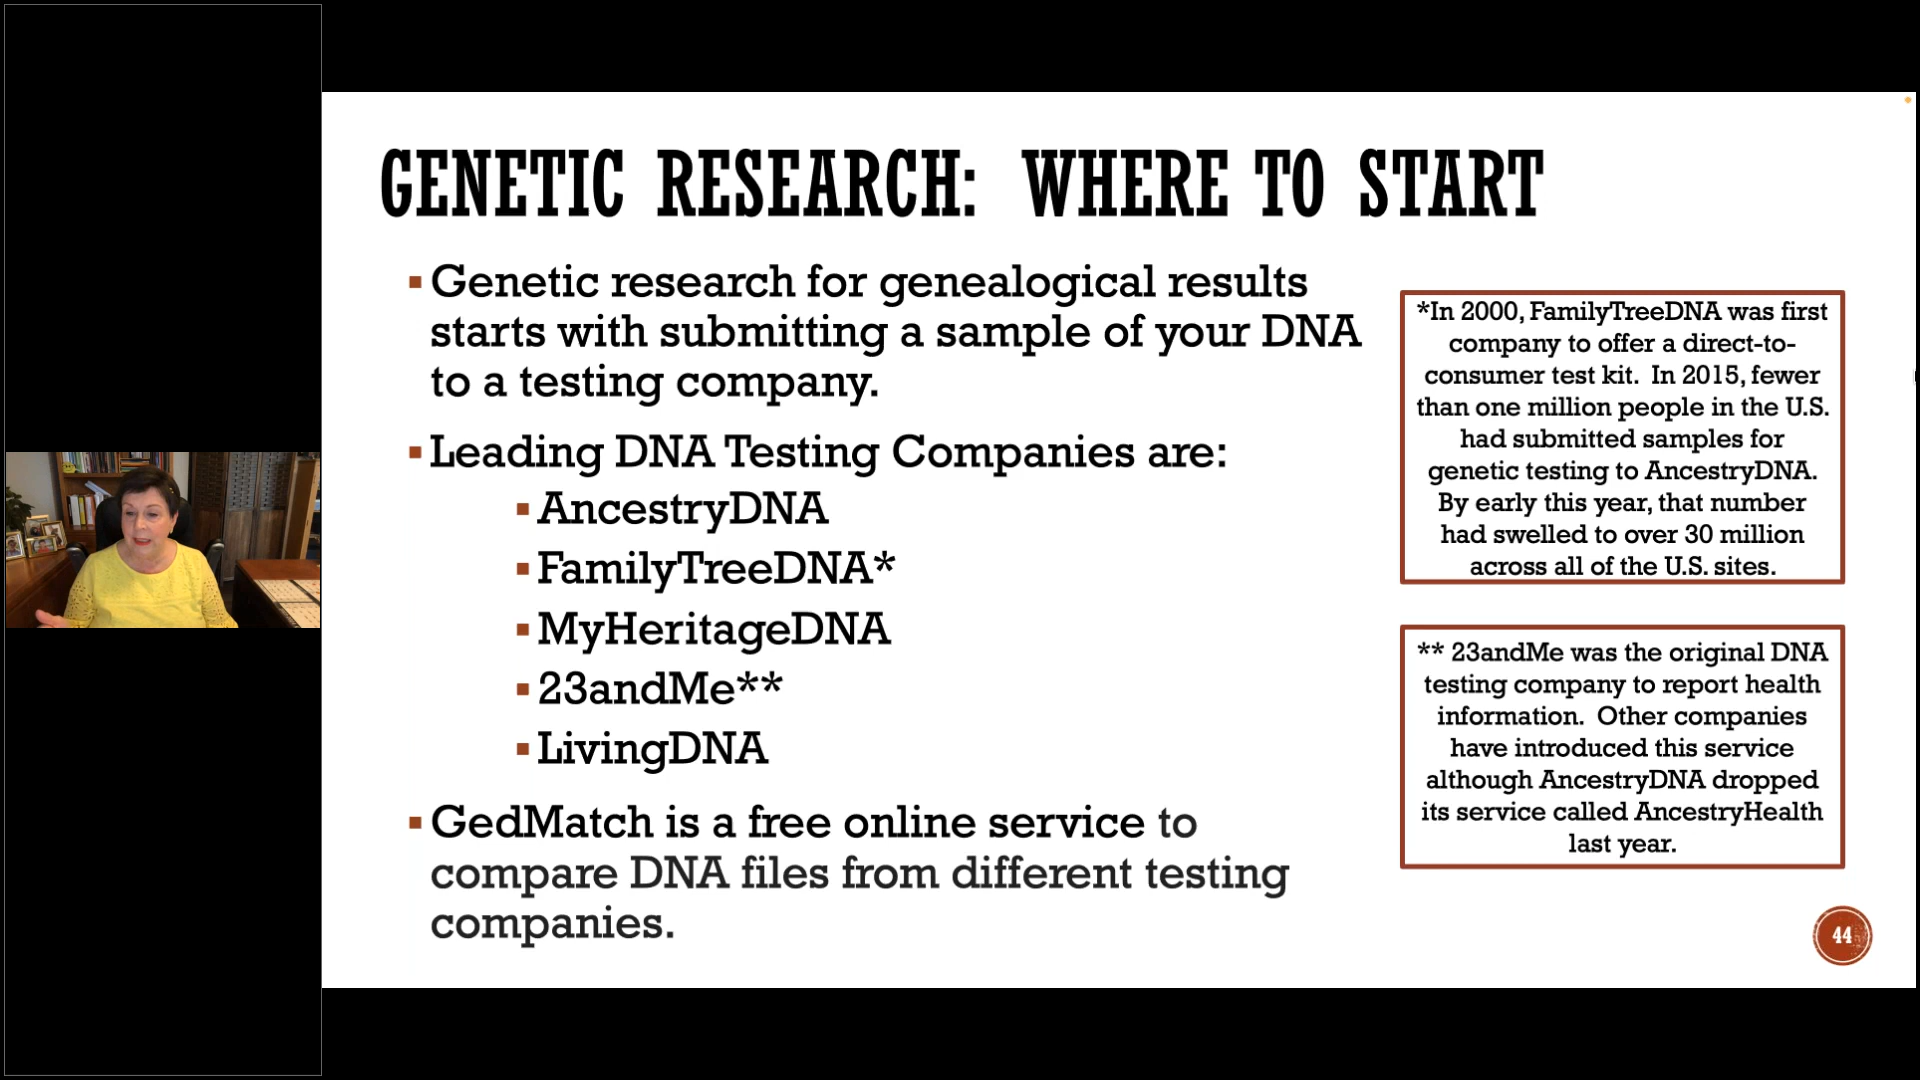 GENETIC RESEARCH: WHERE TO START
Genetic research for genealogical results
starts with submitting a sample of your DNA
to a testing company.
Leading DNA Testing Companies are:
AncestryDNA
FamilyTreeDNA*
MyHeritageDNA
23andMe**
LivingDNA
GedMatch is a free online service to
compare DNA files from different testing
companies.
*In 2000, FamilyTreeDNA was first
company to offer a direct-to-
consumer test kit. In 2015, fewer
than one million people in the U.S.
had submitted samples for
genetic testing to AncestryDNA.
By early this year, that number
had swelled to over 30 million
across all of the U.S. sites.
** 23andMe was the original DNA
testing company to report health
information. Other companies
have introduced this service
although AncestryDNA dropped
its service called AncestryHealth
last year.
44